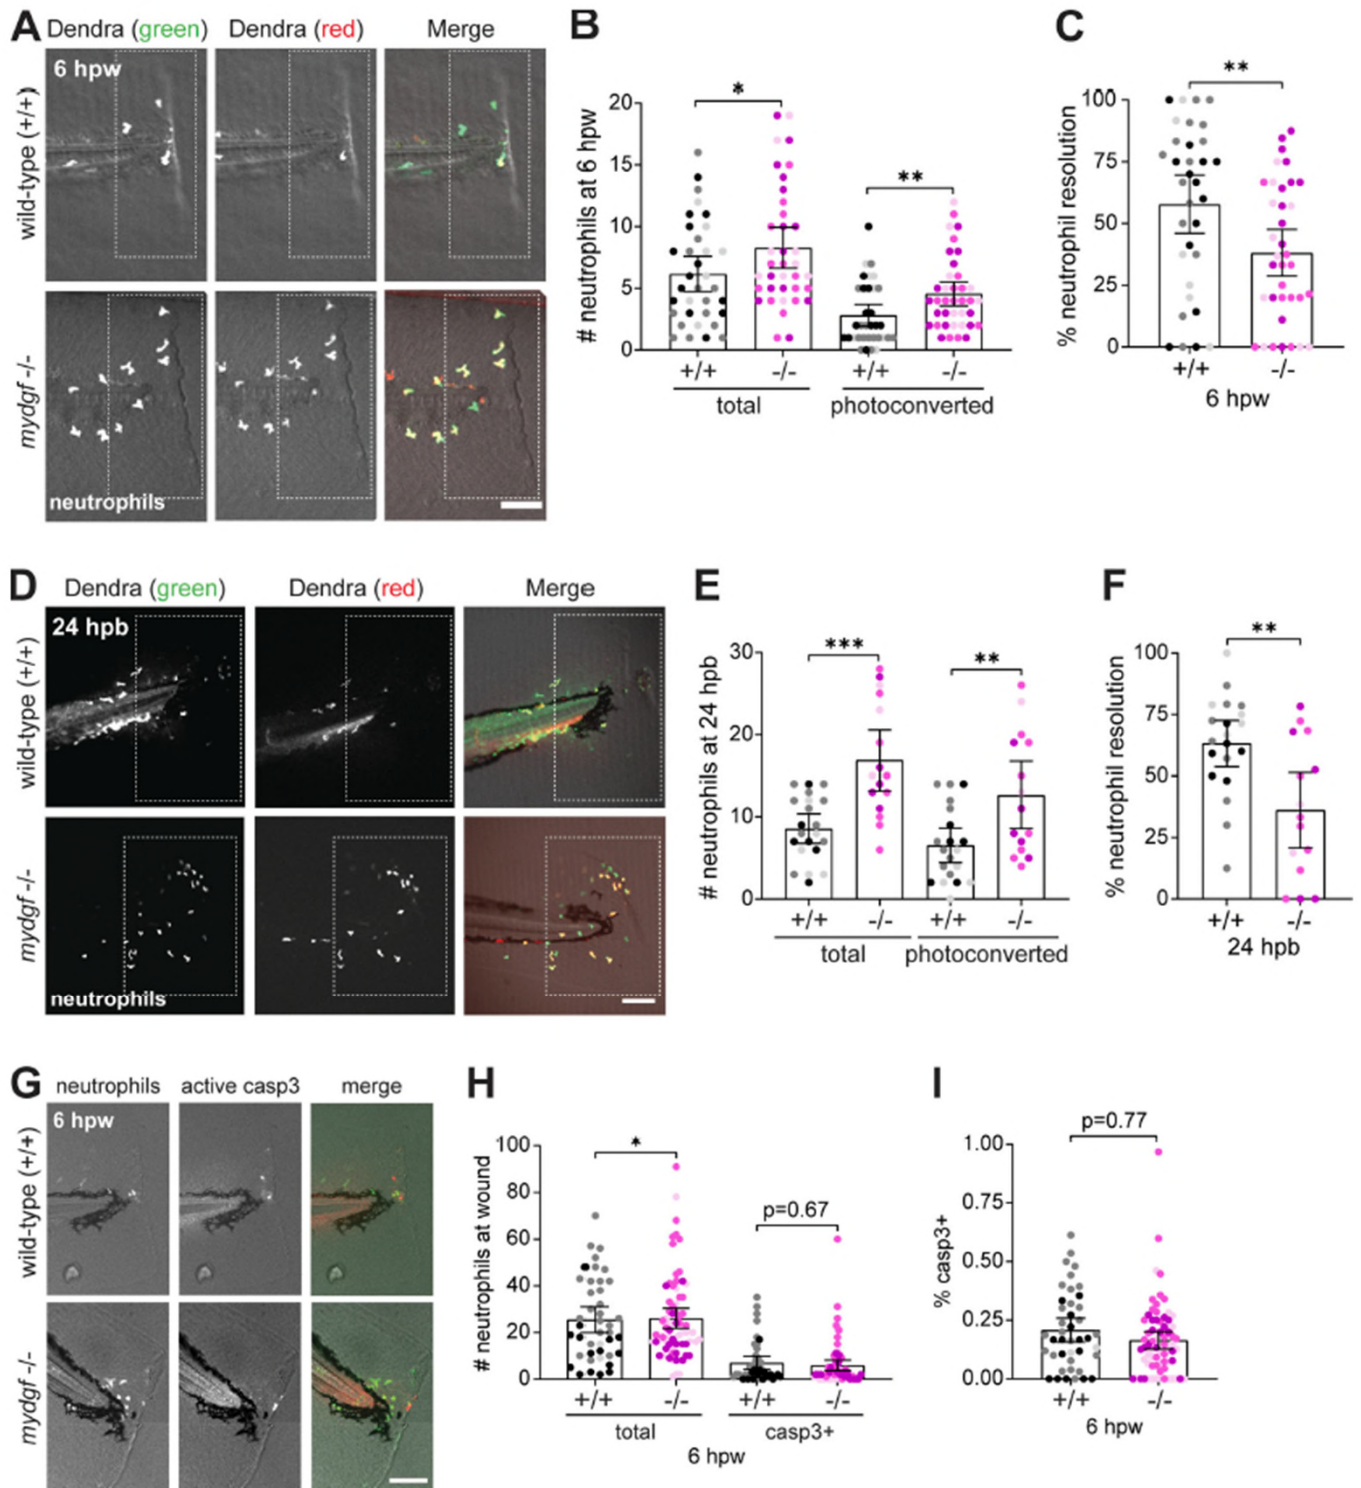 A
Dendra (green) Dendra (red) Merge
6 hpw
wild-type (+/+)
mydgf -/-
neutrophils
B
# neutrophils at 6 hpw
20
15
10
5
0
*
**
+/+ -/- +/+ -/-
total photoconverted
C
% neutrophil resolution
100
75
50
25
0
**
+/+ -/-
6 hpw
D
Dendra (green) Dendra (red) Merge
24 hpb
wild-type (+/+)
mydgf -/-
neutrophils
E
# neutrophils at 24 hpb
30
20
10
0
***
**
+/+ -/- +/+ -/-
total photoconverted
F
% neutrophil resolution
100
75
50
25
0
**
+/+ -/-
24 hpb
G
neutrophils active casp3 merge
6 hpw
wild-type (+/+)
mydgf -/-
H
# neutrophils at wound
100
80
60
40
20
0
*
p=0.67
+/+ -/- +/+ -/-
total casp3+
6 hpw
I
% casp3+
1.00
0.75
0.50
0.25
0.00
p=0.77
+/+ -/-
6 hpw